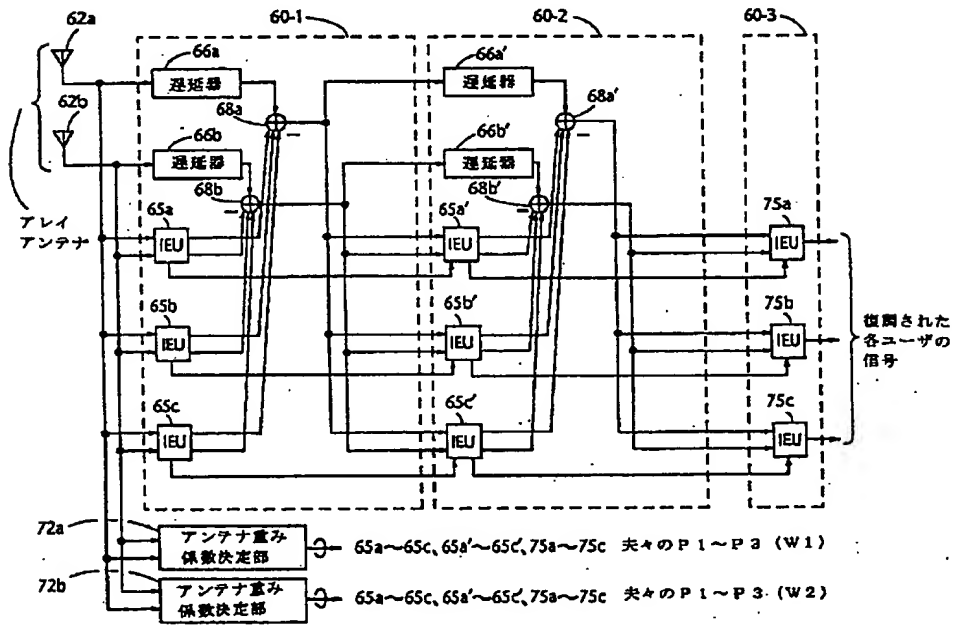 62a
60-1
60-2
60-3
66a
66a′
遅延器
遅延器
62b
68a
68a′
66b
66b′
遅延器
遅延器
68b
68b′
アレイ
アンテナ
65a
65a′
75a
IEU
IEU
IEU
65b
65b′
75b
IEU
IEU
IEU
復調された
各ユーザの
信号
65c
65c′
75c
IEU
IEU
IEU
72a
アンテナ重み
係数決定部
65a～65c、65a′～65c′、75a～75c 夫々のP1～P3（W1）
72b
アンテナ重み
係数決定部
65a～65c、65a′～65c′、75a～75c 夫々のP1～P3（W2）